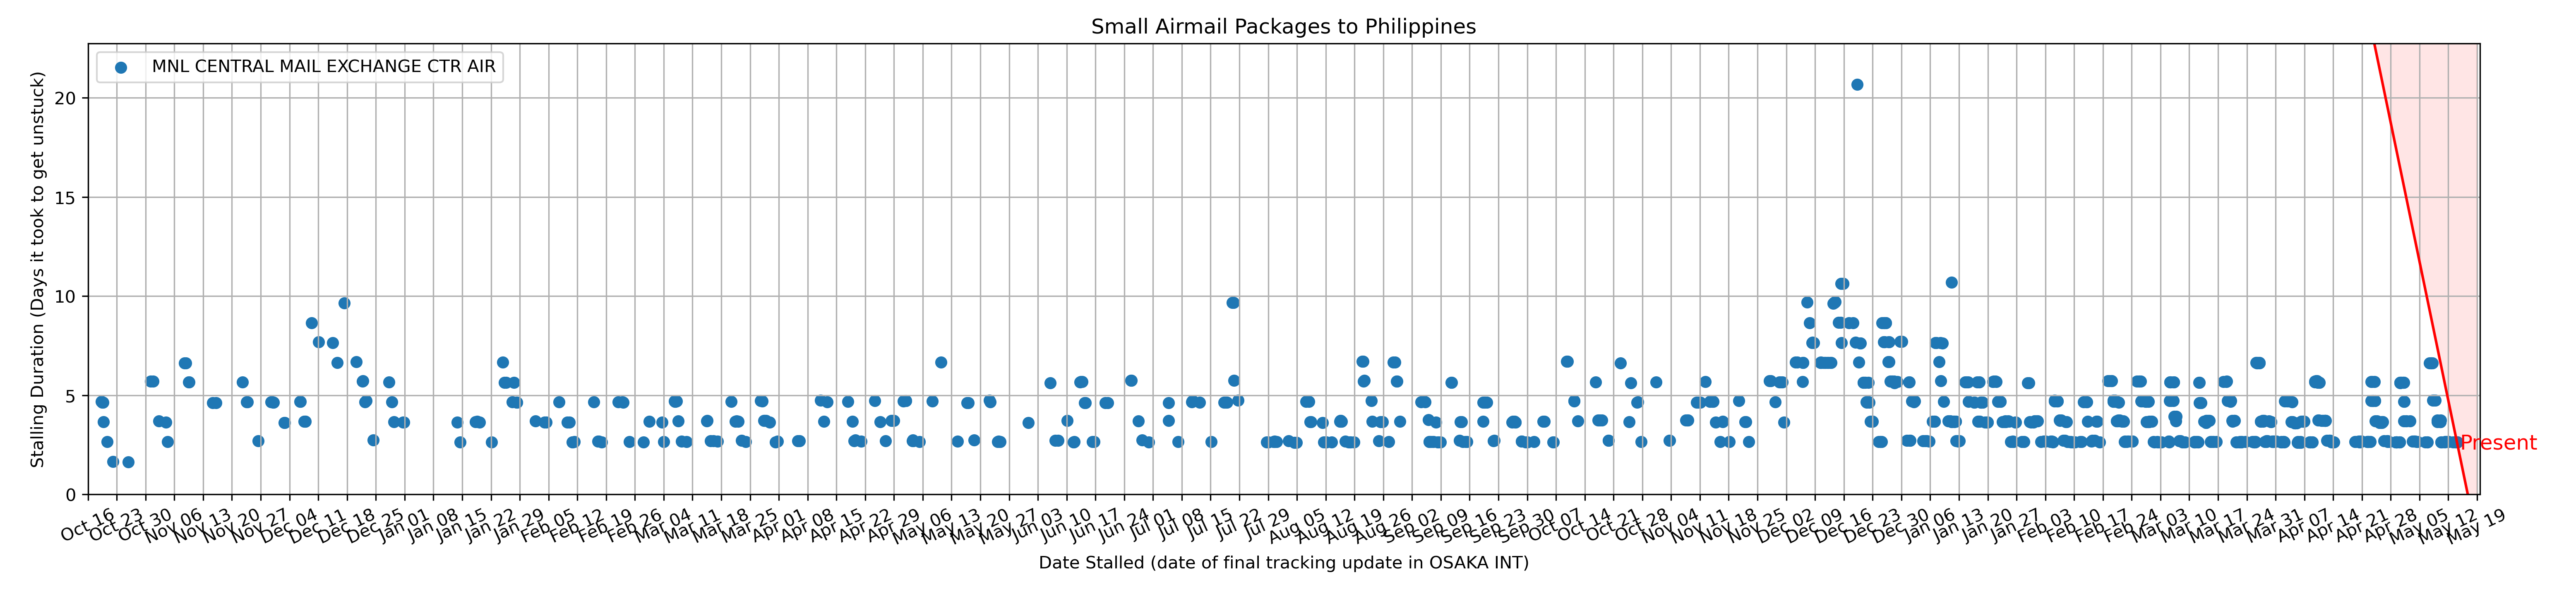 Small Airmail Packages to Philippines
MNL CENTRAL MAIL EXCHANGE CTR AIR
Stalling Duration (Days it took to get unstuck)
20
15
10
5
0
Present
Oct 16
Oct 23
Oct 30
Nov 06
Nov 13
Nov 20
Nov 27
Dec 04
Dec 11
Dec 18
Dec 25
Jan 01
Jan 08
Jan 15
Jan 22
Jan 29
Feb 05
Feb 12
Feb 19
Feb 26
Mar 04
Mar 11
Mar 18
Mar 25
Apr 01
Apr 08
Apr 15
Apr 22
Apr 29
May 06
May 13
May 20
May 27
Jun 03
Jun 10
Jun 17
Jun 24
Jul 01
Jul 08
Jul 15
Jul 22
Jul 29
Aug 05
Aug 12
Aug 19
Aug 26
Sep 02
Sep 09
Sep 16
Sep 23
Sep 30
Oct 07
Oct 14
Oct 21
Oct 28
Nov 04
Nov 11
Nov 18
Nov 25
Dec 02
Dec 09
Dec 16
Dec 23
Dec 30
Jan 06
Jan 13
Jan 20
Jan 27
Feb 03
Feb 10
Feb 17
Feb 24
Mar 03
Mar 10
Mar 17
Mar 24
Mar 31
Apr 07
Apr 14
Apr 21
Apr 28
May 05
May 12
May 19
Date Stalled (date of final tracking update in OSAKA INT)